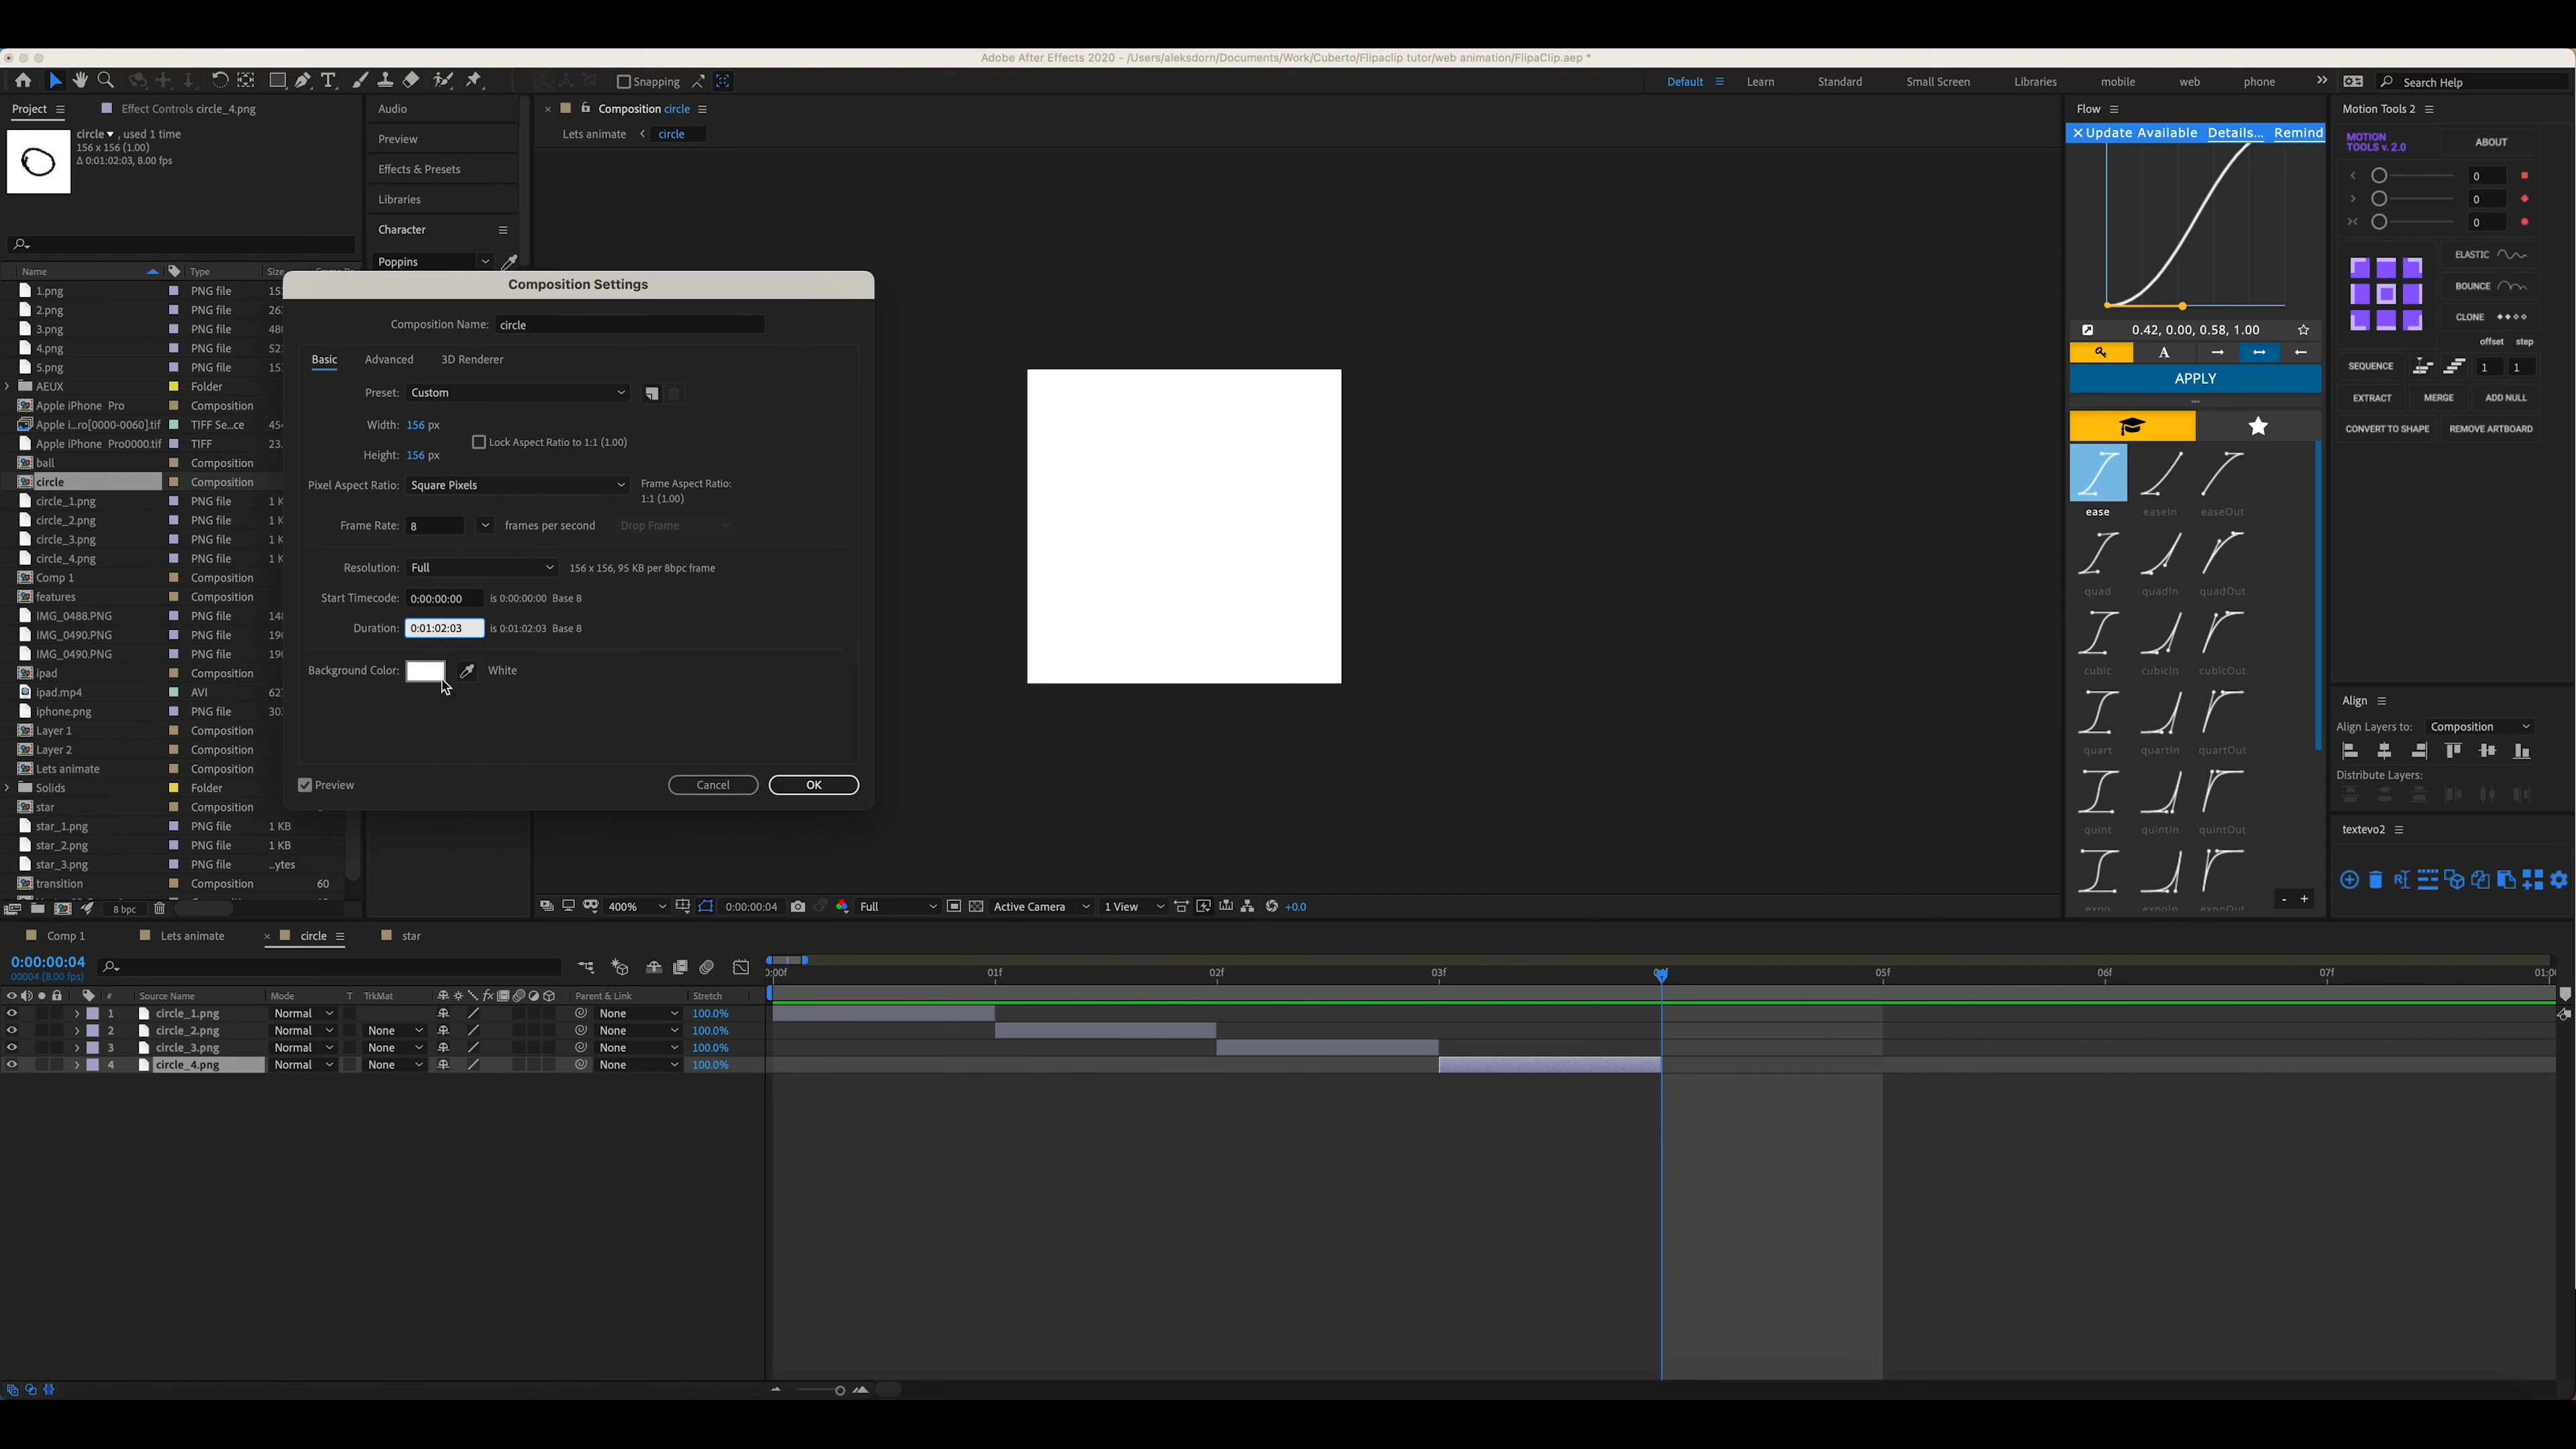 Adobe After Effects 2020 - /Users/aleksdorn/Documents/Work/Cuberto/Flipaclip tutor/web animation/FlipaClip.aep *
Snapping
Default
Learn
Standard
Small Screen
Libraries
mobile
web
phone
Search Help
Project
Effect Controls circle_4.png
circle, used 1 time
156 x 156 (1.00)
Δ 0:01:02:03, 8.00 fps
Name Type Size
1.png PNG file
2.png PNG file
3.png PNG file
4.png PNG file
5.png PNG file
AEUX Folder
Apple iPhone Pro Composition
Apple i...ro[0000-0060].tif TIFF Se...ce
Apple iPhone Pro0000.tif TIFF
ball Composition
circle Composition
circle_1.png PNG file 1 K
circle_2.png PNG file 1 K
circle_3.png PNG file 1 K
circle_4.png PNG file 1 K
Comp 1 Composition
features Composition
IMG_0488.PNG PNG file
IMG_0490.PNG PNG file
IMG_0490.PNG PNG file
ipad Composition
ipad.mp4 AVI
iphone.png PNG file
Layer 1 Composition
Layer 2 Composition
Lets animate Composition
Solids Folder
star Composition
star_1.png PNG file 1 KB
star_2.png PNG file 1 KB
star_3.png PNG file ...ytes
transition Composition 60
8 bpc
Audio
Preview
Effects & Presets
Libraries
Character
Poppins
Composition circle
Lets animate circle
Composition Settings
Composition Name: circle
Basic Advanced 3D Renderer
Preset: Custom
Width: 156 px
Lock Aspect Ratio to 1:1 (1.00)
Height: 156 px
Pixel Aspect Ratio: Square Pixels
Frame Aspect Ratio:
1:1 (1.00)
Frame Rate: 8 frames per second Drop Frame
Resolution: Full 156 x 156, 95 KB per 8bpc frame
Start Timecode: 0:00:00:00 is 0:00:00:00 Base 8
Duration: 0:01:02:03 is 0:01:02:03 Base 8
Background Color: White
Preview
Cancel
OK
400% 0:00:00:04 Full Active Camera 1 View +0.0
Flow
Update Available Details... Remind
0.42, 0.00, 0.58, 1.00
A
APPLY
ease easeIn easeOut
quad quadIn quadOut
cubic cubicIn cubicOut
quart quartIn quartOut
quint quintIn quintOut
expo expoIn expoOut
- +
Motion Tools 2
MOTION
TOOLS v. 2.0
ABOUT
0
0
0
ELASTIC
BOUNCE
CLONE
offset step
SEQUENCE 1 1
EXTRACT MERGE ADD NULL
CONVERT TO SHAPE REMOVE ARTBOARD
Align
Align Layers to: Composition
Distribute Layers:
textevo2
Comp 1
Lets animate
circle
star
0:00:00:04
00004 (8.00 fps)
# Source Name Mode T TrkMat Parent & Link Stretch
1 circle_1.png Normal None 100.0%
2 circle_2.png Normal None None 100.0%
3 circle_3.png Normal None None 100.0%
4 circle_4.png Normal None None 100.0%
01f 02f 03f 05f 06f 07f